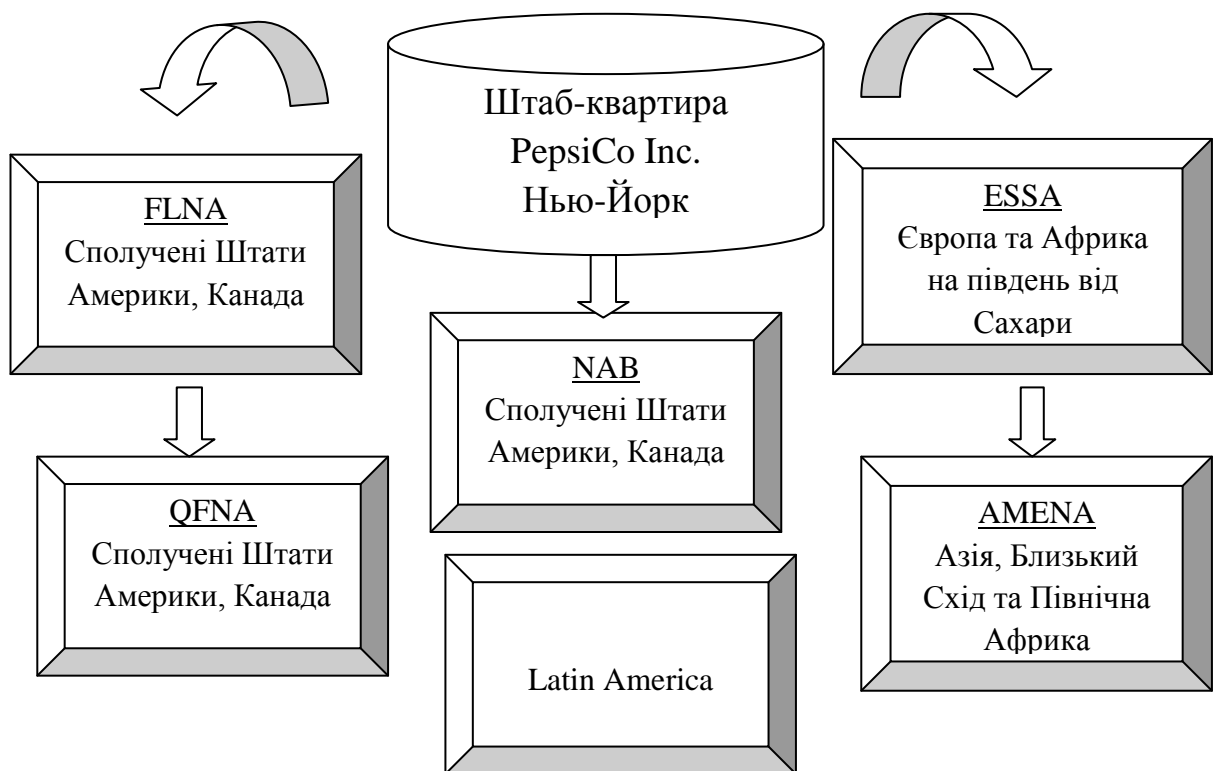 Штаб-квартира
PepsiCo Inc.
Нью-Йорк
FLNA
Сполучені Штати
Америки, Канада
ESSA
Європа та Африка
на південь від
Сахари
NAB
Сполучені Штати
Америки, Канада
QFNA
Сполучені Штати
Америки, Канада
AMENA
Азія, Близький
Схід та Північна
Африка
Latin America